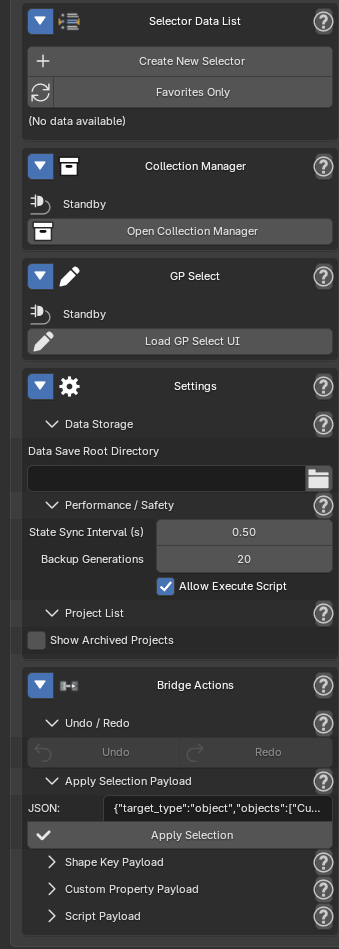 Selector Data List
Create New Selector
Favorites Only
(No data available)
Collection Manager
Standby
Open Collection Manager
GP Select
Standby
Load GP Select UI
Settings
Data Storage
Data Save Root Directory
Performance / Safety
State Sync Interval (s) 0.50
Backup Generations 20
Allow Execute Script
Project List
Show Archived Projects
Bridge Actions
Undo / Redo
Undo Redo
Apply Selection Payload
JSON: {"target_type":"object","objects":["Cu...
Apply Selection
Shape Key Payload
Custom Property Payload
Script Payload